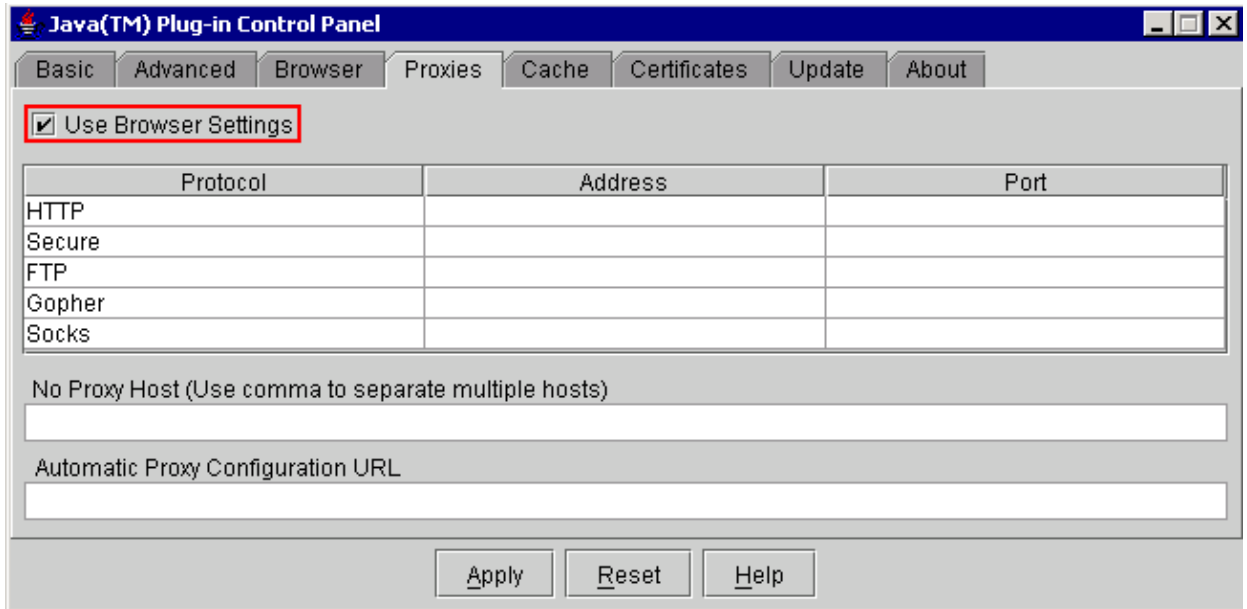 Java(TM) Plug-in Control Panel
Basic Advanced Browser Proxies Cache Certificates Update About
Use Browser Settings
Protocol Address Port
HTTP
Secure
FTP
Gopher
Socks
No Proxy Host (Use comma to separate multiple hosts)
Automatic Proxy Configuration URL
Apply Reset Help